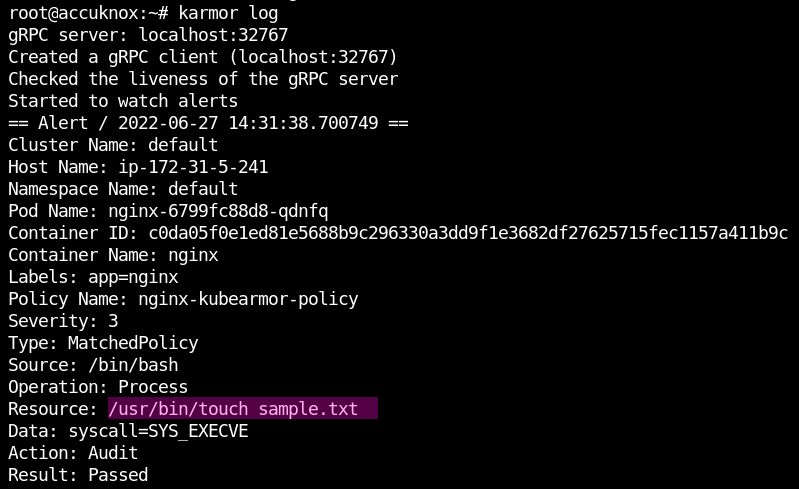 root@accuknox:~# karmor log
gRPC server: localhost:32767
Created a gRPC client (localhost:32767)
Checked the liveness of the gRPC server
Started to watch alerts
== Alert / 2022-06-27 14:31:38.700749 ==
Cluster Name: default
Host Name: ip-172-31-5-241
Namespace Name: default
Pod Name: nginx-6799fc88d8-qdnfq
Container ID: c0da05f0e1ed81e5688b9c296330a3dd9f1e3682df27625715fec1157a411b9c
Container Name: nginx
Labels: app=nginx
Policy Name: nginx-kubearmor-policy
Severity: 3
Type: MatchedPolicy
Source: /bin/bash
Operation: Process
Resource: /usr/bin/touch sample.txt
Data: syscall=SYS_EXECVE
Action: Audit
Result: Passed